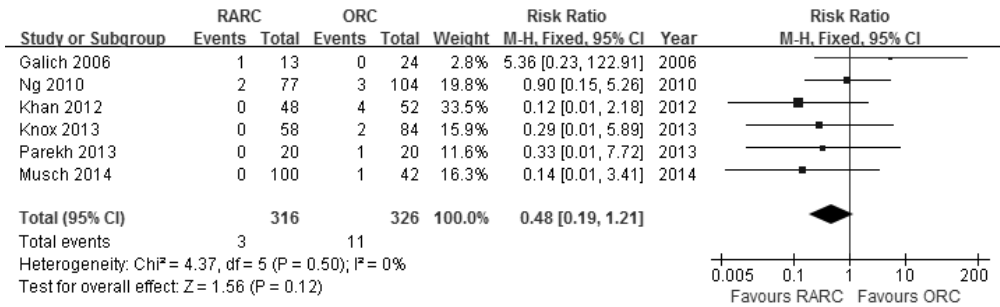 RARC ORC Risk Ratio Risk Ratio
Study or Subgroup Events Total Events Total Weight M-H, Fixed, 95% CI Year M-H, Fixed, 95% CI
Galich 2006 1 13 0 24 2.8% 5.36 [0.23, 122.91] 2006
Ng 2010 2 77 3 104 19.8% 0.90 [0.15, 5.26] 2010
Khan 2012 0 48 4 52 33.5% 0.12 [0.01, 2.18] 2012
Knox 2013 0 58 2 84 15.9% 0.29 [0.01, 5.89] 2013
Parekh 2013 0 20 1 20 11.6% 0.33 [0.01, 7.72] 2013
Musch 2014 0 100 1 42 16.3% 0.14 [0.01, 3.41] 2014
Total (95% CI) 316 326 100.0% 0.48 [0.19, 1.21]
Total events 3 11
Heterogeneity: Chi² = 4.37, df = 5 (P = 0.50); I² = 0%
Test for overall effect: Z = 1.56 (P = 0.12)
0.005 0.1 1 10 200
Favours RARC Favours ORC